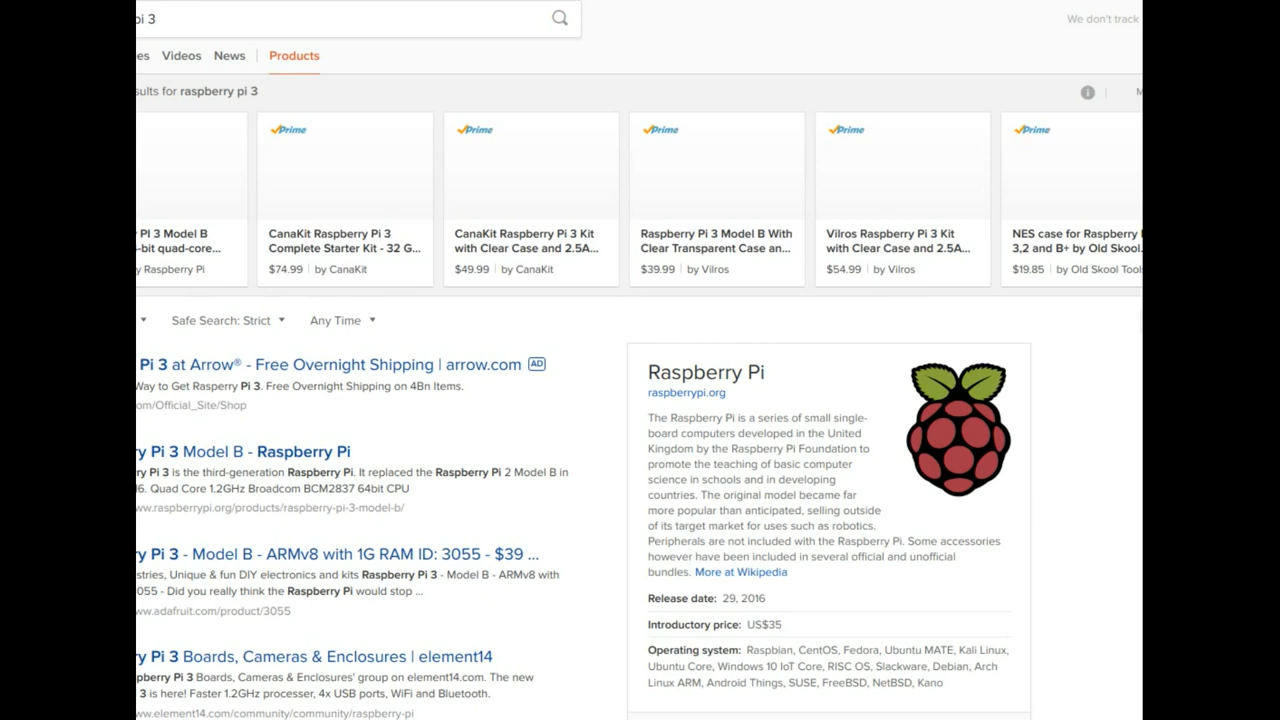 pi 3
We don't track
es Videos News Products
sults for raspberry pi 3
M
Prime
Prime
Prime
Prime
Prime
PI 3 Model B
-bit quad-core...
y Raspberry Pi
CanaKit Raspberry Pi 3
Complete Starter Kit - 32 G...
$74.99 by CanaKit
CanaKit Raspberry Pi 3 Kit
with Clear Case and 2.5A...
$49.99 by CanaKit
Raspberry Pi 3 Model B With
Clear Transparent Case an...
$39.99 by Vilros
Vilros Raspberry Pi 3 Kit
with Clear Case and 2.5A...
$54.99 by Vilros
NES case for Raspberry
3,2 and B+ by Old Skool.
$19.85 by Old Skool Tool
Safe Search: Strict Any Time
Pi 3 at Arrow® - Free Overnight Shipping | arrow.com AD
Way to Get Rasperry Pi 3. Free Overnight Shipping on 4Bn Items.
om/Official_Site/Shop
ry Pi 3 Model B - Raspberry Pi
rry Pi 3 is the third-generation Raspberry Pi. It replaced the Raspberry Pi 2 Model B in
6. Quad Core 1.2GHz Broadcom BCM2837 64bit CPU
ww.raspberrypi.org/products/raspberry-pi-3-model-b/
ry Pi 3 - Model B - ARMv8 with 1G RAM ID: 3055 - $39 ...
stries, Unique & fun DIY electronics and kits Raspberry Pi 3 - Model B - ARMv8 with
055 - Did you really think the Raspberry Pi would stop ...
ww.adafruit.com/product/3055
ry Pi 3 Boards, Cameras & Enclosures | element14
pberry Pi 3 Boards, Cameras & Enclosures' group on element14.com. The new
3 is here! Faster 1.2GHz processor, 4x USB ports, WiFi and Bluetooth.
ww.element14.com/community/community/raspberry-pi
Raspberry Pi
raspberrypi.org
The Raspberry Pi is a series of small single-
board computers developed in the United
Kingdom by the Raspberry Pi Foundation to
promote the teaching of basic computer
science in schools and in developing
countries. The original model became far
more popular than anticipated, selling outside
of its target market for uses such as robotics.
Peripherals are not included with the Raspberry Pi. Some accessories
however have been included in several official and unofficial
bundles. More at Wikipedia
Release date: 29, 2016
Introductory price: US$35
Operating system: Raspbian, CentOS, Fedora, Ubuntu MATE, Kali Linux,
Ubuntu Core, Windows 10 IoT Core, RISC OS, Slackware, Debian, Arch
Linux ARM, Android Things, SUSE, FreeBSD, NetBSD, Kano